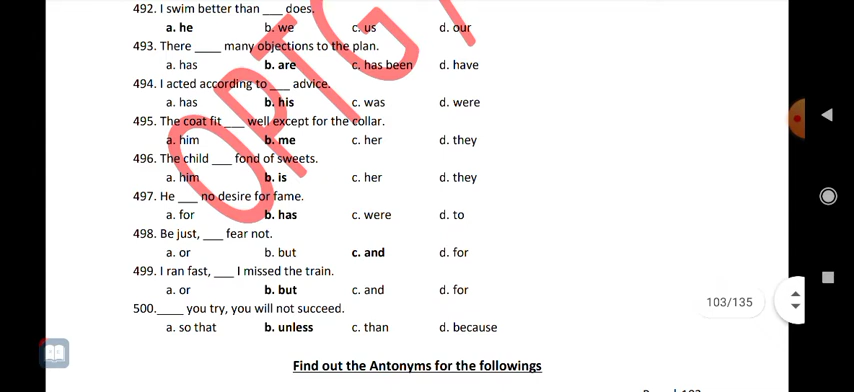 492. I swim better than ___ does.
a. he b. we c. us d. our
493. There ____ many objections to the plan.
a. has b. are c. has been d. have
494. I acted according to ___ advice.
a. has b. his c. was d. were
495. The coat fit ___ well except for the collar.
a. him b. me c. her d. they
496. The child ___ fond of sweets.
a. him b. is c. her d. they
497. He ___ no desire for fame.
a. for b. has c. were d. to
498. Be just, ___ fear not.
a. or b. but c. and d. for
499. I ran fast, ___ I missed the train.
a. or b. but c. and d. for
500.____ you try, you will not succeed.
a. so that b. unless c. than d. because
103/135
Find out the Antonyms for the followings